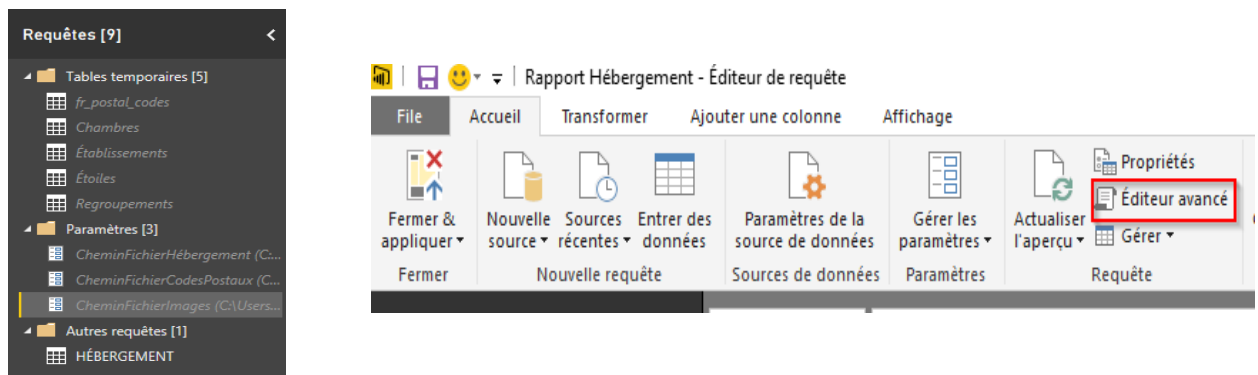 Requêtes [9]
Tables temporaires [5]
fr_postal_codes
Chambres
Établissements
Étoiles
Regroupements
Paramètres [3]
CheminFichierHébergement (C:...
CheminFichierCodesPostaux (C...
CheminFichierImages (C:\Users...
Autres requêtes [1]
HÉBERGEMENT
Rapport Hébergement - Éditeur de requête
File Accueil Transformer Ajouter une colonne Affichage
Fermer & appliquer
Nouvelle source
Sources récentes
Entrer des données
Paramètres de la source de données
Gérer les paramètres
Actualiser l'aperçu
Propriétés
Éditeur avancé
Gérer
Fermer Nouvelle requête Sources de données Paramètres Requête